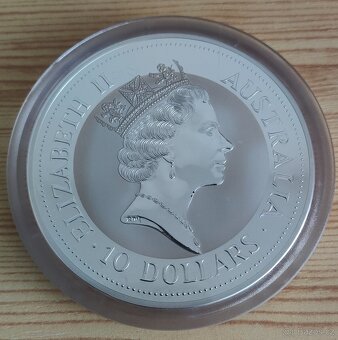 ELIZABETH II
AUSTRALIA
· 10 DOLLARS ·